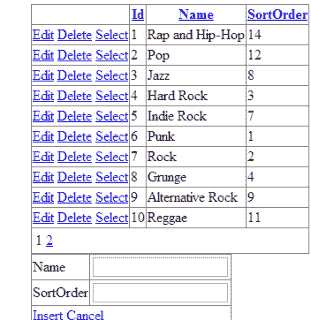 Id Name SortOrder
Edit Delete Select 1 Rap and Hip-Hop 14
Edit Delete Select 2 Pop 12
Edit Delete Select 3 Jazz 8
Edit Delete Select 4 Hard Rock 3
Edit Delete Select 5 Indie Rock 7
Edit Delete Select 6 Punk 1
Edit Delete Select 7 Rock 2
Edit Delete Select 8 Grunge 4
Edit Delete Select 9 Alternative Rock 9
Edit Delete Select 10 Reggae 11
1 2
Name
SortOrder
Insert Cancel